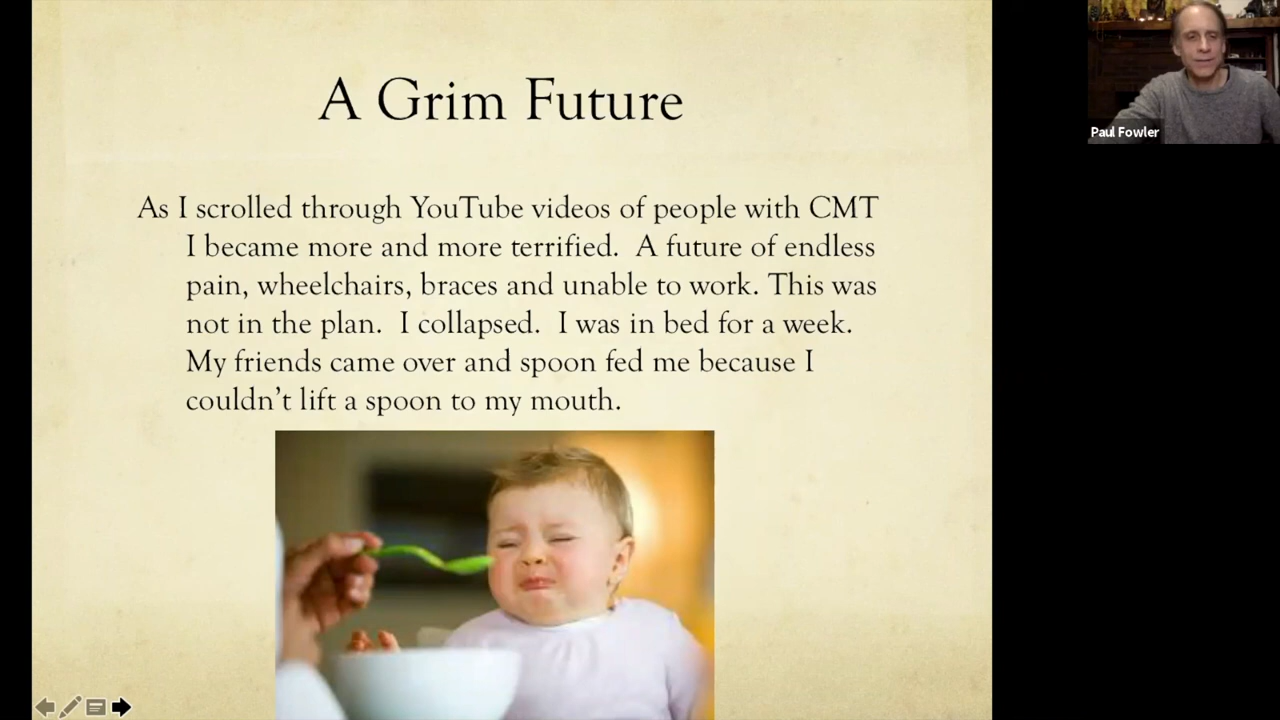 A Grim Future
As I scrolled through YouTube videos of people with CMT
I became more and more terrified.  A future of endless
pain, wheelchairs, braces and unable to work. This was
not in the plan.  I collapsed.  I was in bed for a week.
My friends came over and spoon fed me because I
couldn't lift a spoon to my mouth.
Paul Fowler